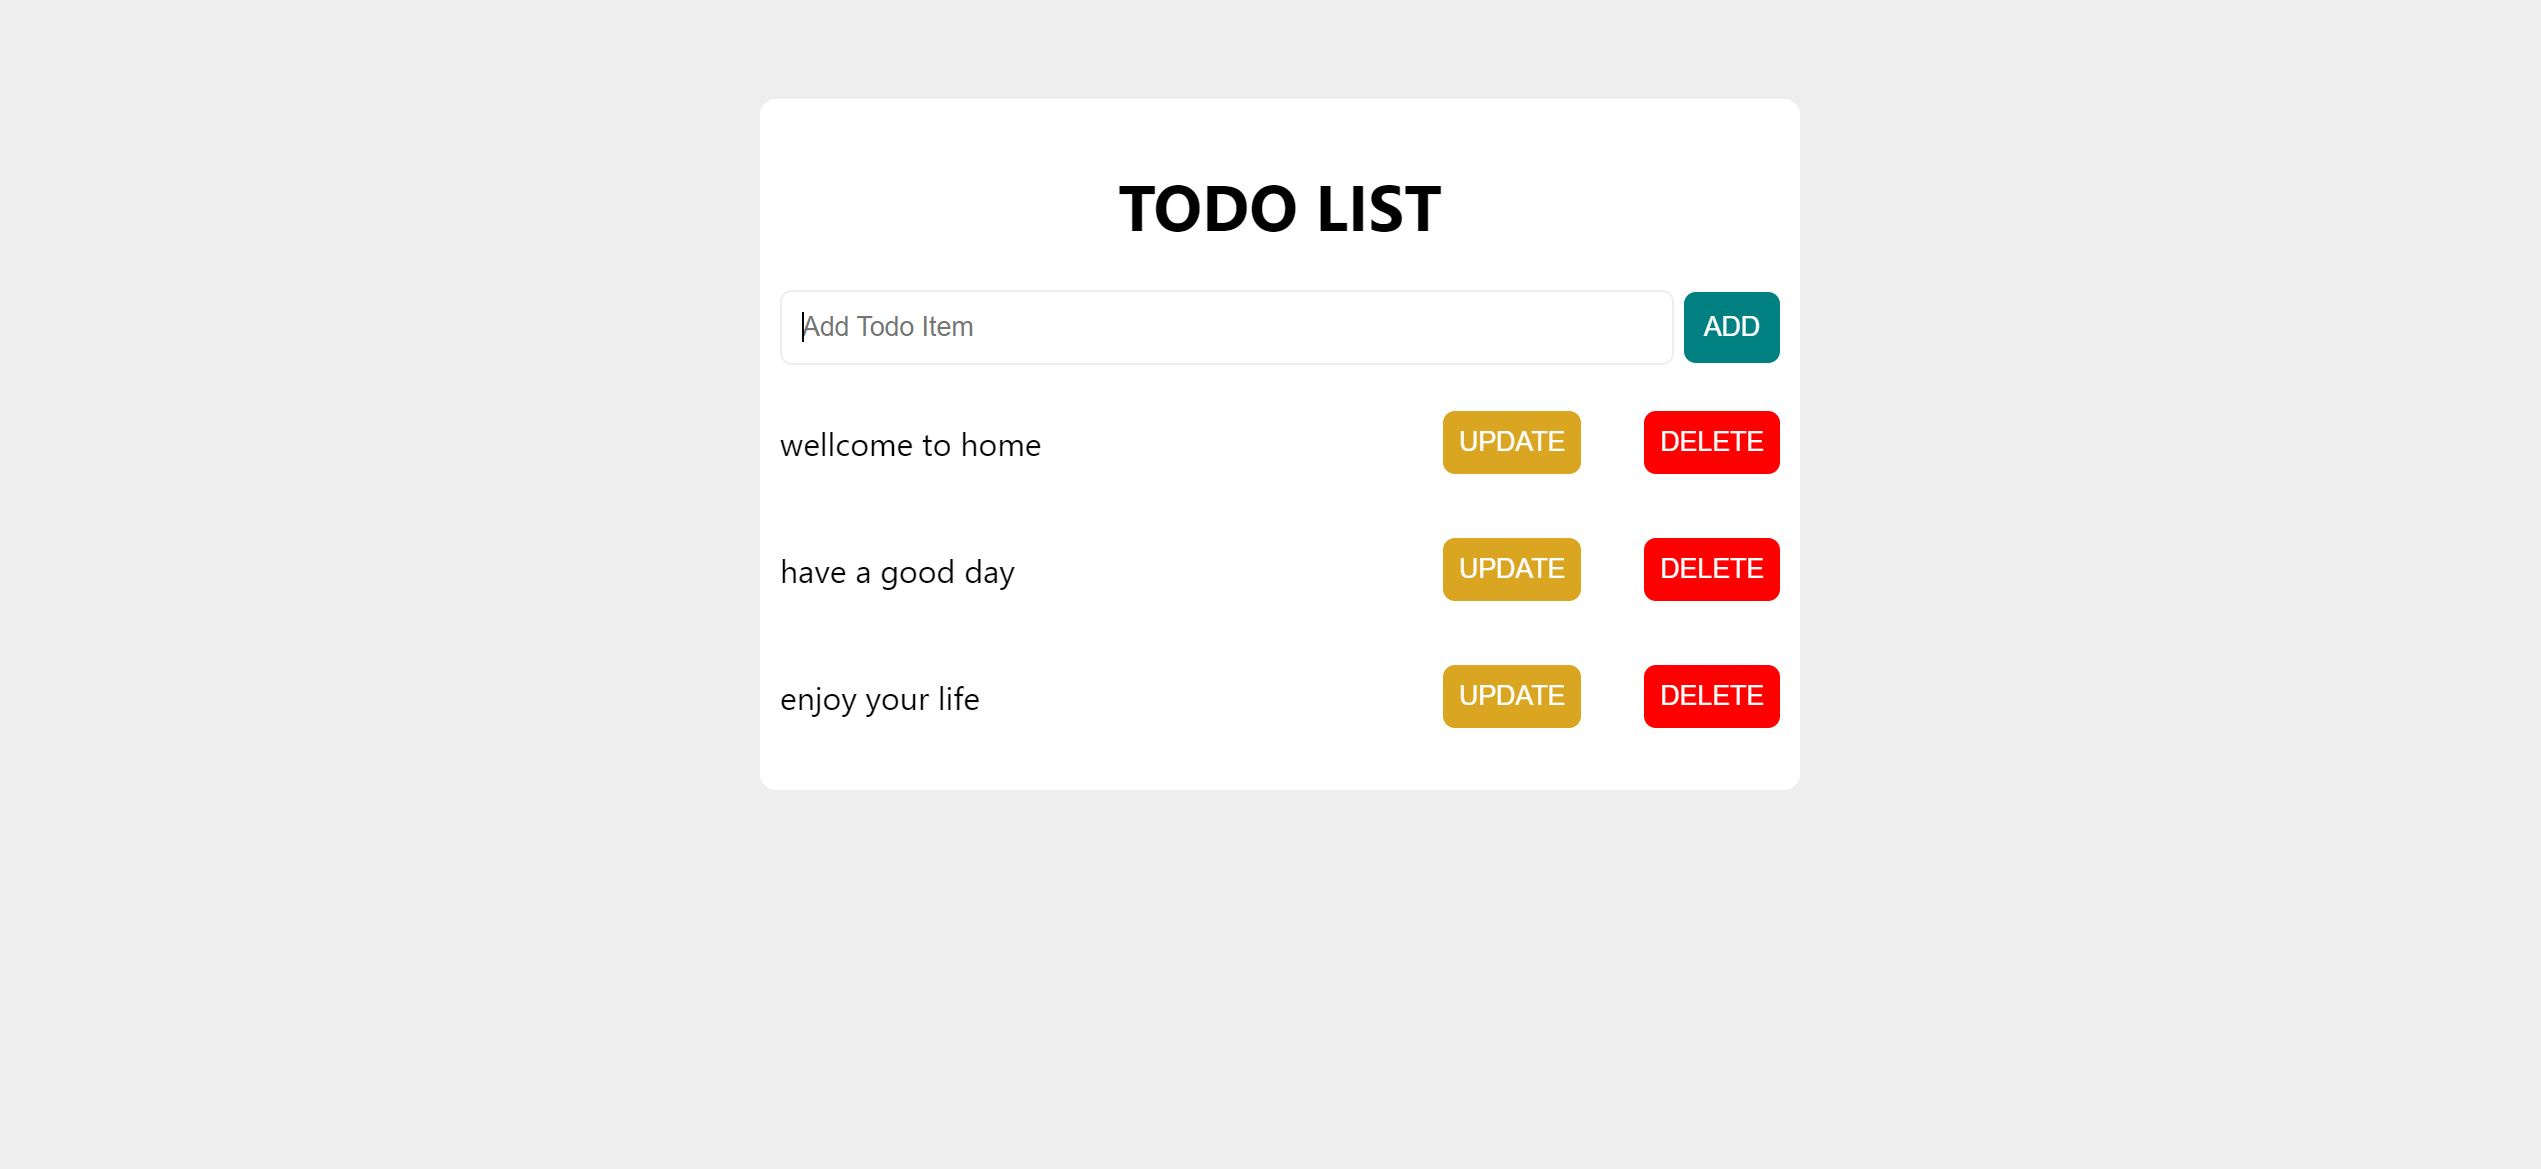 TODO LIST
Add Todo Item
ADD
wellcome to home
UPDATE
DELETE
have a good day
UPDATE
DELETE
enjoy your life
UPDATE
DELETE